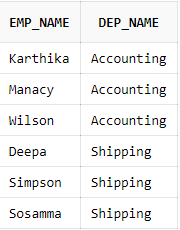 EMP_NAME DEP_NAME
Karthika Accounting
Manacy Accounting
Wilson Accounting
Deepa Shipping
Simpson Shipping
Sosamma Shipping